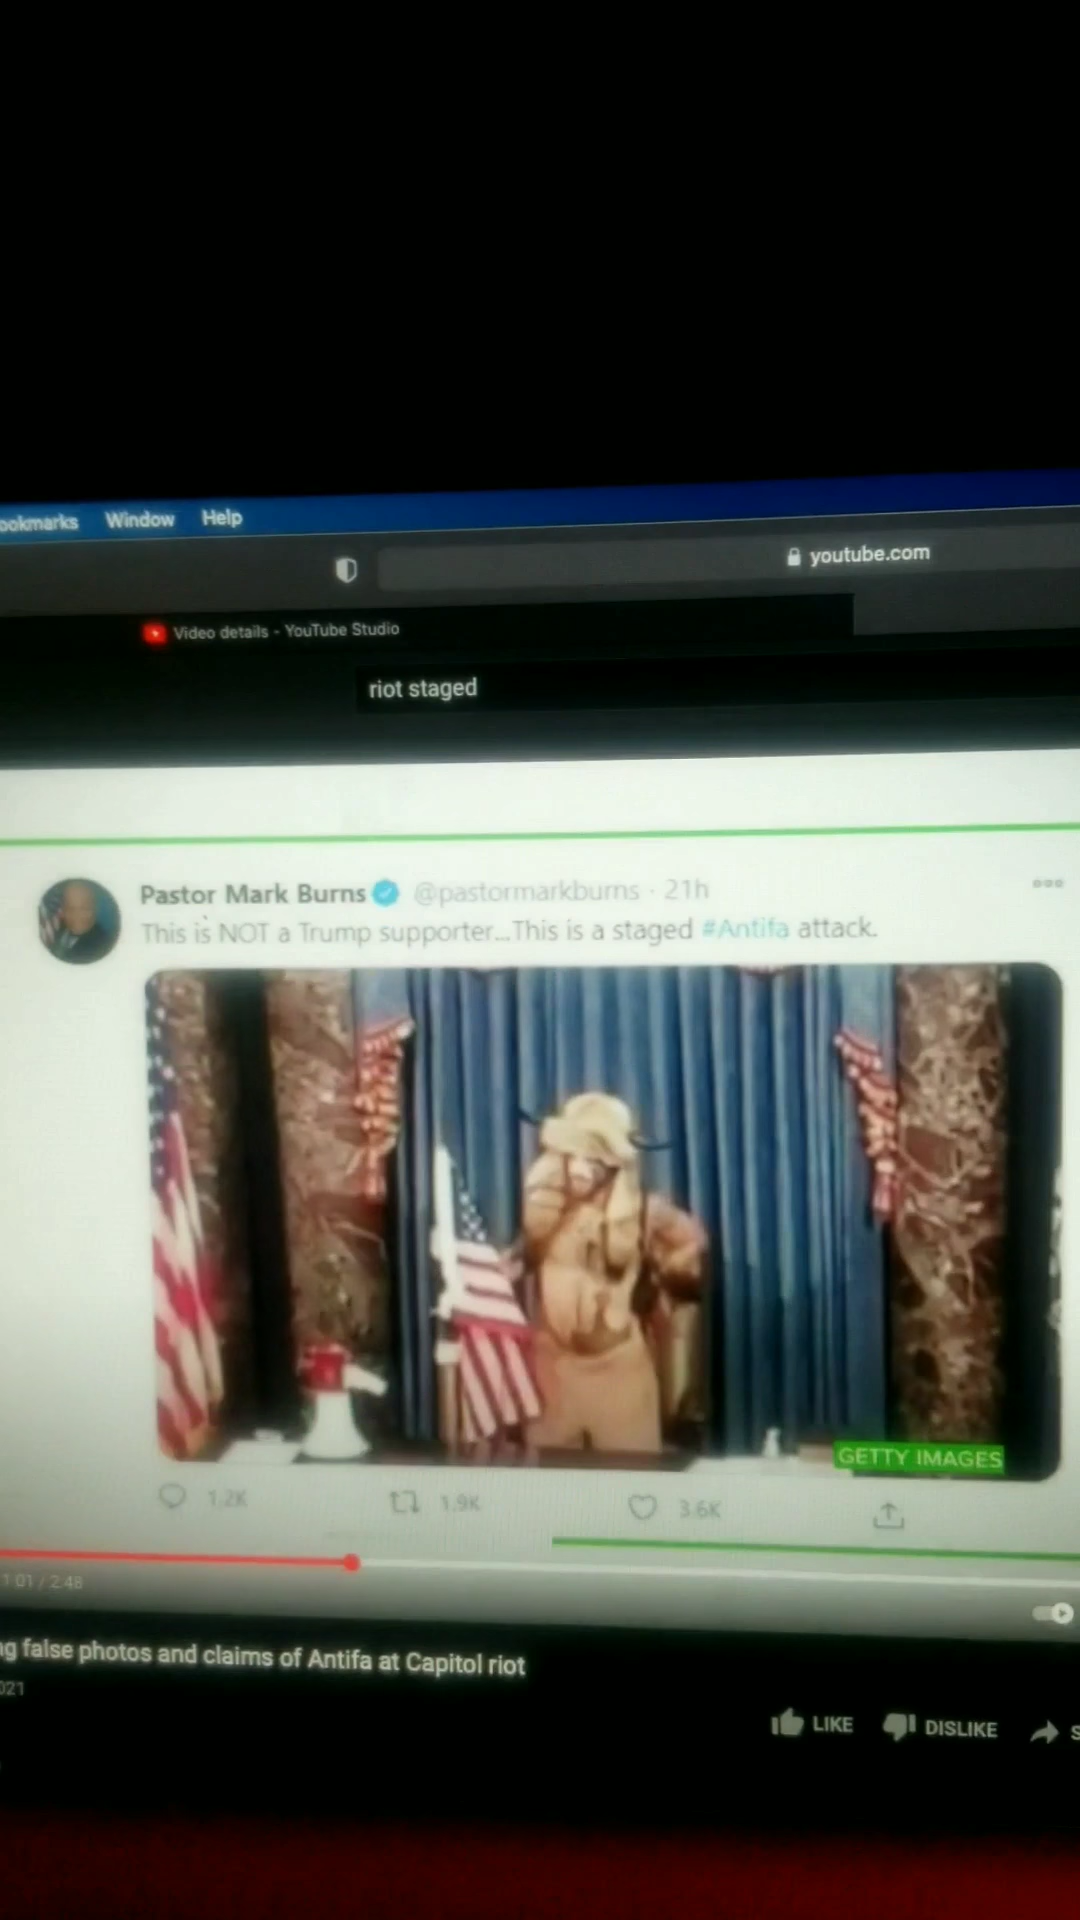 ookmarks Window Help
youtube.com
Video details - YouTube Studio
riot staged
Pastor Mark Burns @pastormarkburns · 21h
This is NOT a Trump supporter...This is a staged #Antifa attack.
GETTY IMAGES
1.2K 1.9K 3.6K
1:01 / 2:48
ng false photos and claims of Antifa at Capitol riot
021
LIKE DISLIKE S